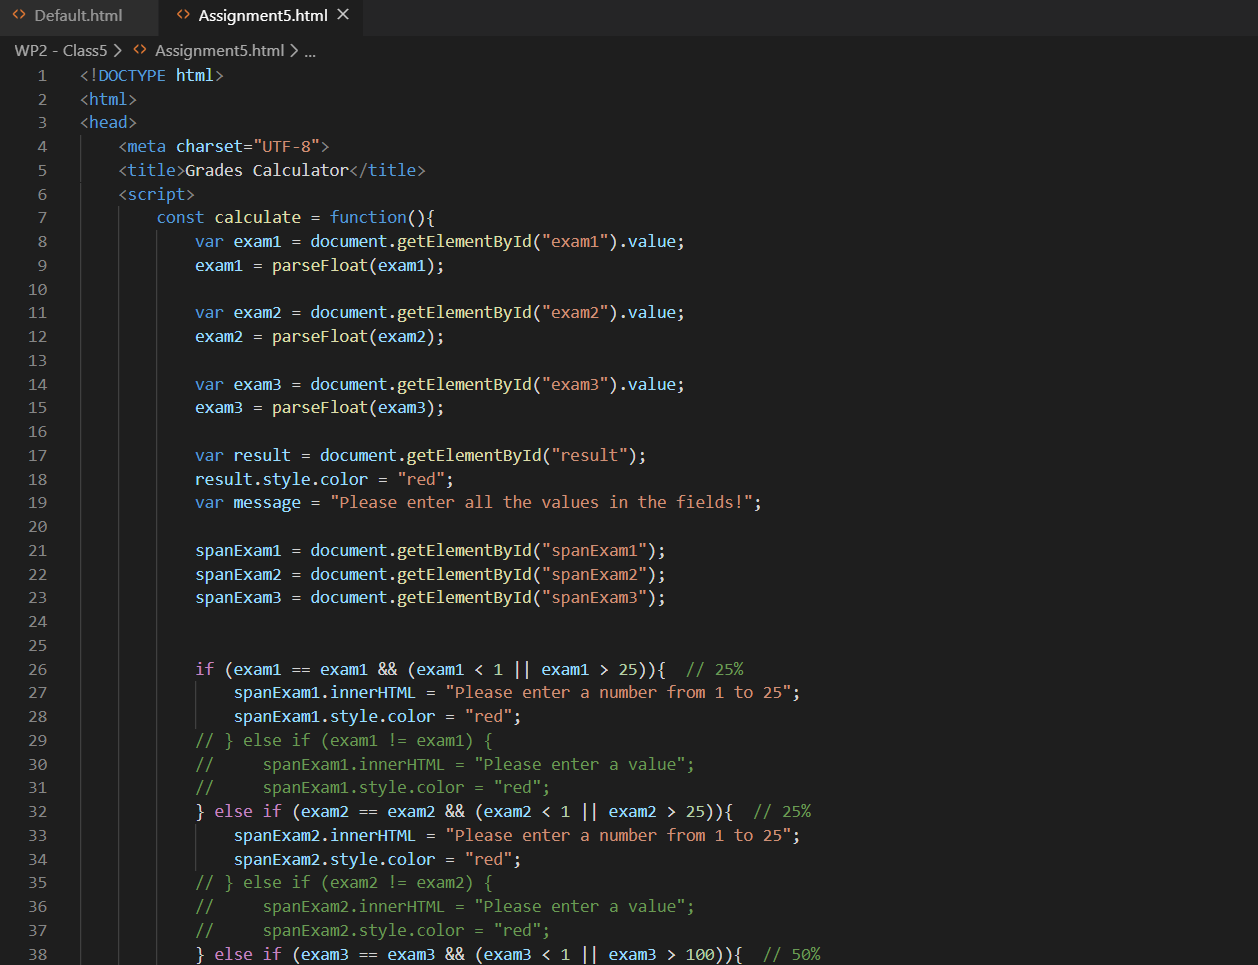 <> Default.html <> Assignment5.html ×
WP2 - Class5 > <> Assignment5.html > ...
1 <!DOCTYPE html>
2 <html>
3 <head>
4 <meta charset="UTF-8">
5 <title>Grades Calculator</title>
6 <script>
7 const calculate = function(){
8 var exam1 = document.getElementById("exam1").value;
9 exam1 = parseFloat(exam1);
10
11 var exam2 = document.getElementById("exam2").value;
12 exam2 = parseFloat(exam2);
13
14 var exam3 = document.getElementById("exam3").value;
15 exam3 = parseFloat(exam3);
16
17 var result = document.getElementById("result");
18 result.style.color = "red";
19 var message = "Please enter all the values in the fields!";
20
21 spanExam1 = document.getElementById("spanExam1");
22 spanExam2 = document.getElementById("spanExam2");
23 spanExam3 = document.getElementById("spanExam3");
24
25
26 if (exam1 == exam1 && (exam1 < 1 || exam1 > 25)){ // 25%
27 spanExam1.innerHTML = "Please enter a number from 1 to 25";
28 spanExam1.style.color = "red";
29 // } else if (exam1 != exam1) {
30 // spanExam1.innerHTML = "Please enter a value";
31 // spanExam1.style.color = "red";
32 } else if (exam2 == exam2 && (exam2 < 1 || exam2 > 25)){ // 25%
33 spanExam2.innerHTML = "Please enter a number from 1 to 25";
34 spanExam2.style.color = "red";
35 // } else if (exam2 != exam2) {
36 // spanExam2.innerHTML = "Please enter a value";
37 // spanExam2.style.color = "red";
38 } else if (exam3 == exam3 && (exam3 < 1 || exam3 > 100)){ // 50%